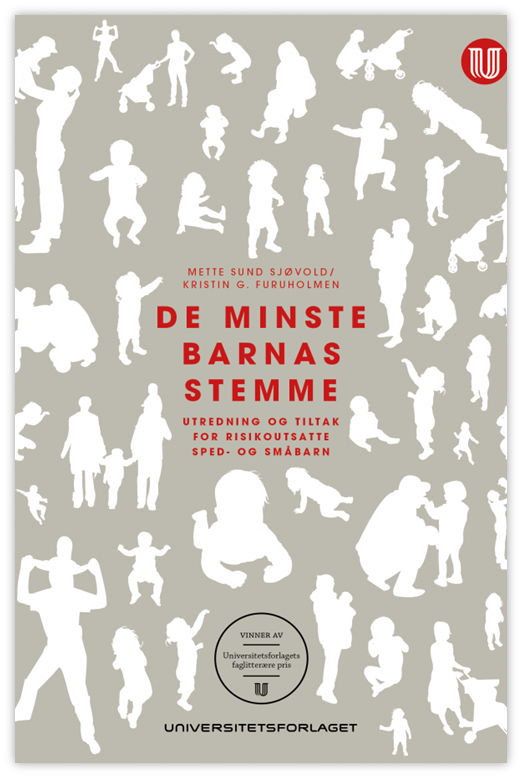 METTE SUND SJØVOLD/
KRISTIN G. FURUHOLMEN
DE MINSTE
BARNAS
STEMME
UTREDNING OG TILTAK
FOR RISIKOUTSATTE
SPED- OG SMÅBARN
VINNER AV
Universitetsforlagets
faglitterære pris
UNIVERSITETSFORLAGET